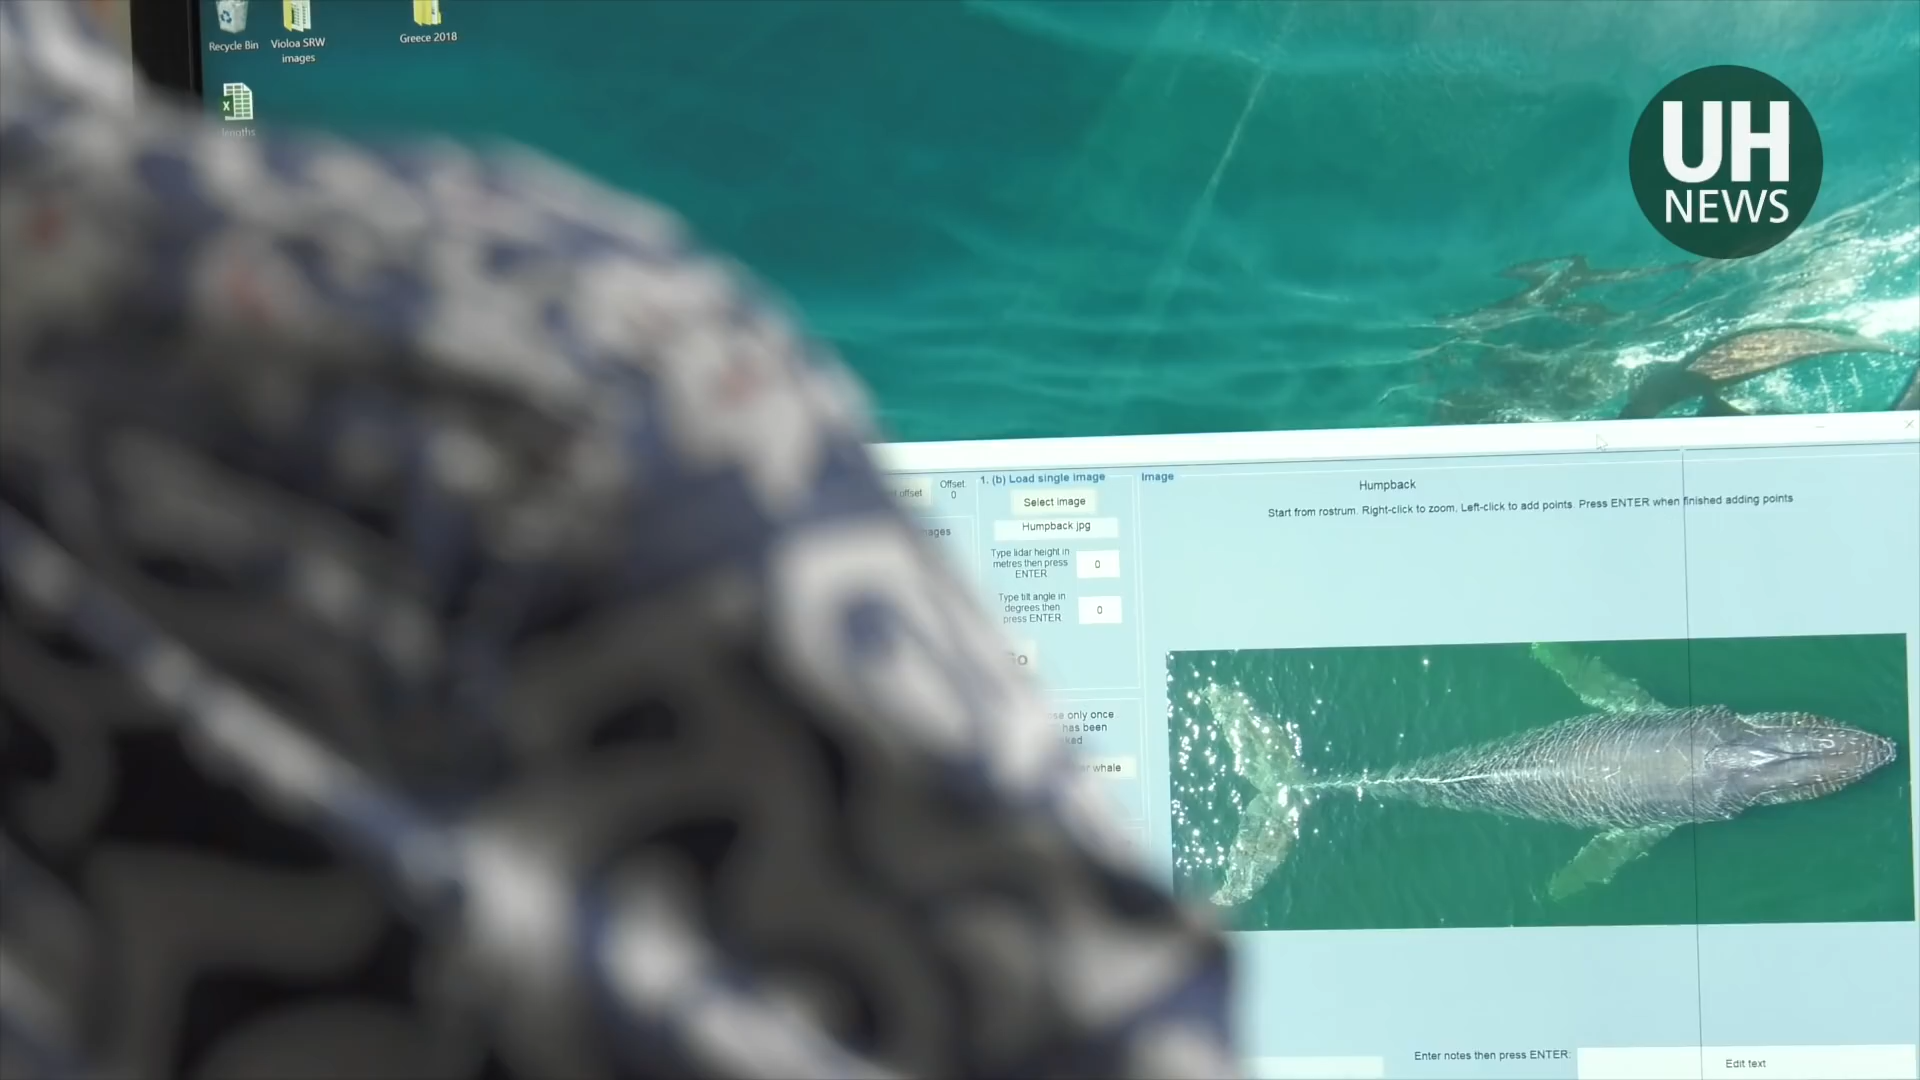 Recycle Bin
Violoa SRW
images
Greece 2018
lengths
UH
NEWS
offset
Offset
0
1. (b) Load single image
Select image
Humpback jpg
Type lidar height in
metres then press
ENTER
0
Type tilt angle in
degrees then
press ENTER
0
Image
Humpback
Start from rostrum. Right-click to zoom. Left-click to add points. Press ENTER when finished adding points
only once
has been
whale
Enter notes then press ENTER:
Edit text